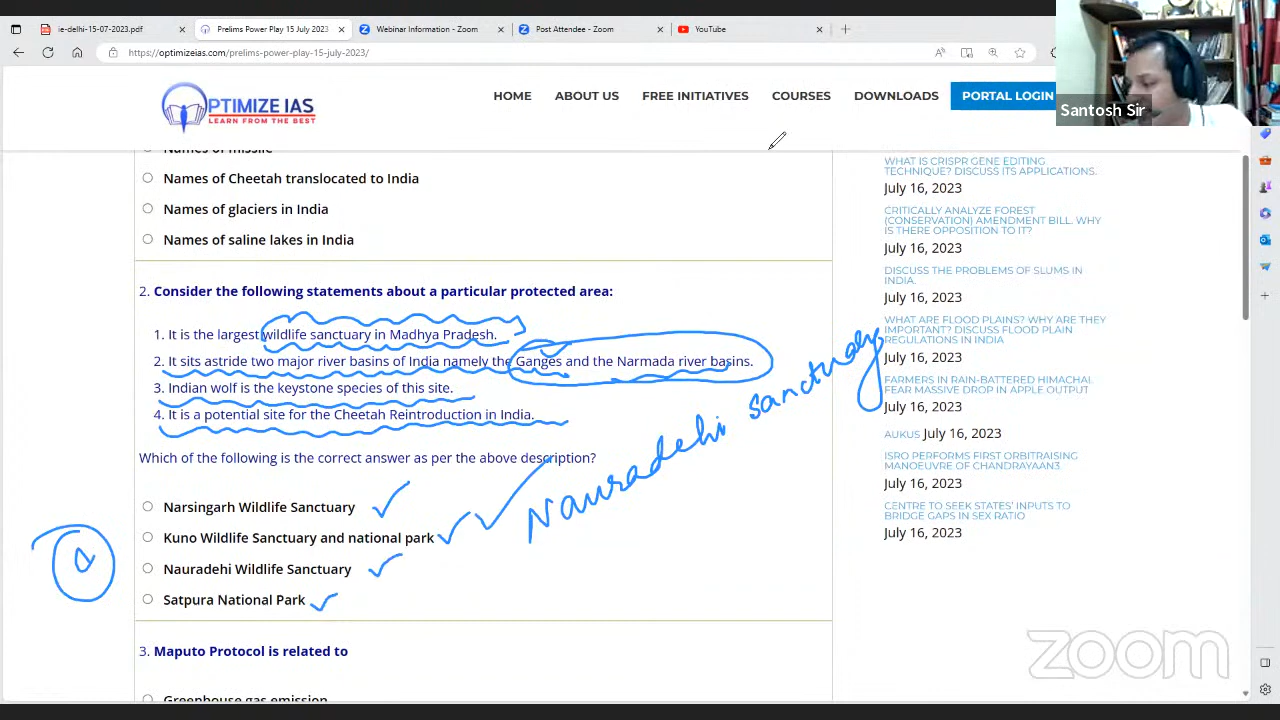 ie-delhi-15-07-2023.pdf
Prelims Power Play 15 July 2023
Webinar Information - Zoom
Post Attendee - Zoom
YouTube
https://optimizeias.com/prelims-power-play-15-july-2023/
Santosh Sir
OPTIMIZE IAS
LEARN FROM THE BEST
HOME
ABOUT US
FREE INITIATIVES
COURSES
DOWNLOADS
PORTAL LOGIN
Names of missile
Names of Cheetah translocated to India
Names of glaciers in India
Names of saline lakes in India
2. Consider the following statements about a particular protected area:
1. It is the largest wildlife sanctuary in Madhya Pradesh.
2. It sits astride two major river basins of India namely the Ganges and the Narmada river basins.
3. Indian wolf is the keystone species of this site.
4. It is a potential site for the Cheetah Reintroduction in India.
Which of the following is the correct answer as per the above description?
Narsingarh Wildlife Sanctuary
Kuno Wildlife Sanctuary and national park
Nauradehi Wildlife Sanctuary
Satpura National Park
Nauradehi sanctuary
3. Maputo Protocol is related to
Greenhouse gas emission
WHAT IS CRISPR GENE EDITING
TECHNIQUE? DISCUSS ITS APPLICATIONS.
July 16, 2023
CRITICALLY ANALYZE FOREST
(CONSERVATION) AMENDMENT BILL. WHY
IS THERE OPPOSITION TO IT?
July 16, 2023
DISCUSS THE PROBLEMS OF SLUMS IN
INDIA.
July 16, 2023
WHAT ARE FLOOD PLAINS? WHY ARE THEY
IMPORTANT? DISCUSS FLOOD PLAIN
REGULATIONS IN INDIA
July 16, 2023
FARMERS IN RAIN-BATTERED HIMACHAL
FEAR MASSIVE DROP IN APPLE OUTPUT
July 16, 2023
AUKUS July 16, 2023
ISRO PERFORMS FIRST ORBITRAISING
MANOEUVRE OF CHANDRAYAAN3
July 16, 2023
CENTRE TO SEEK STATES' INPUTS TO
BRIDGE GAPS IN SEX RATIO
July 16, 2023
zoom